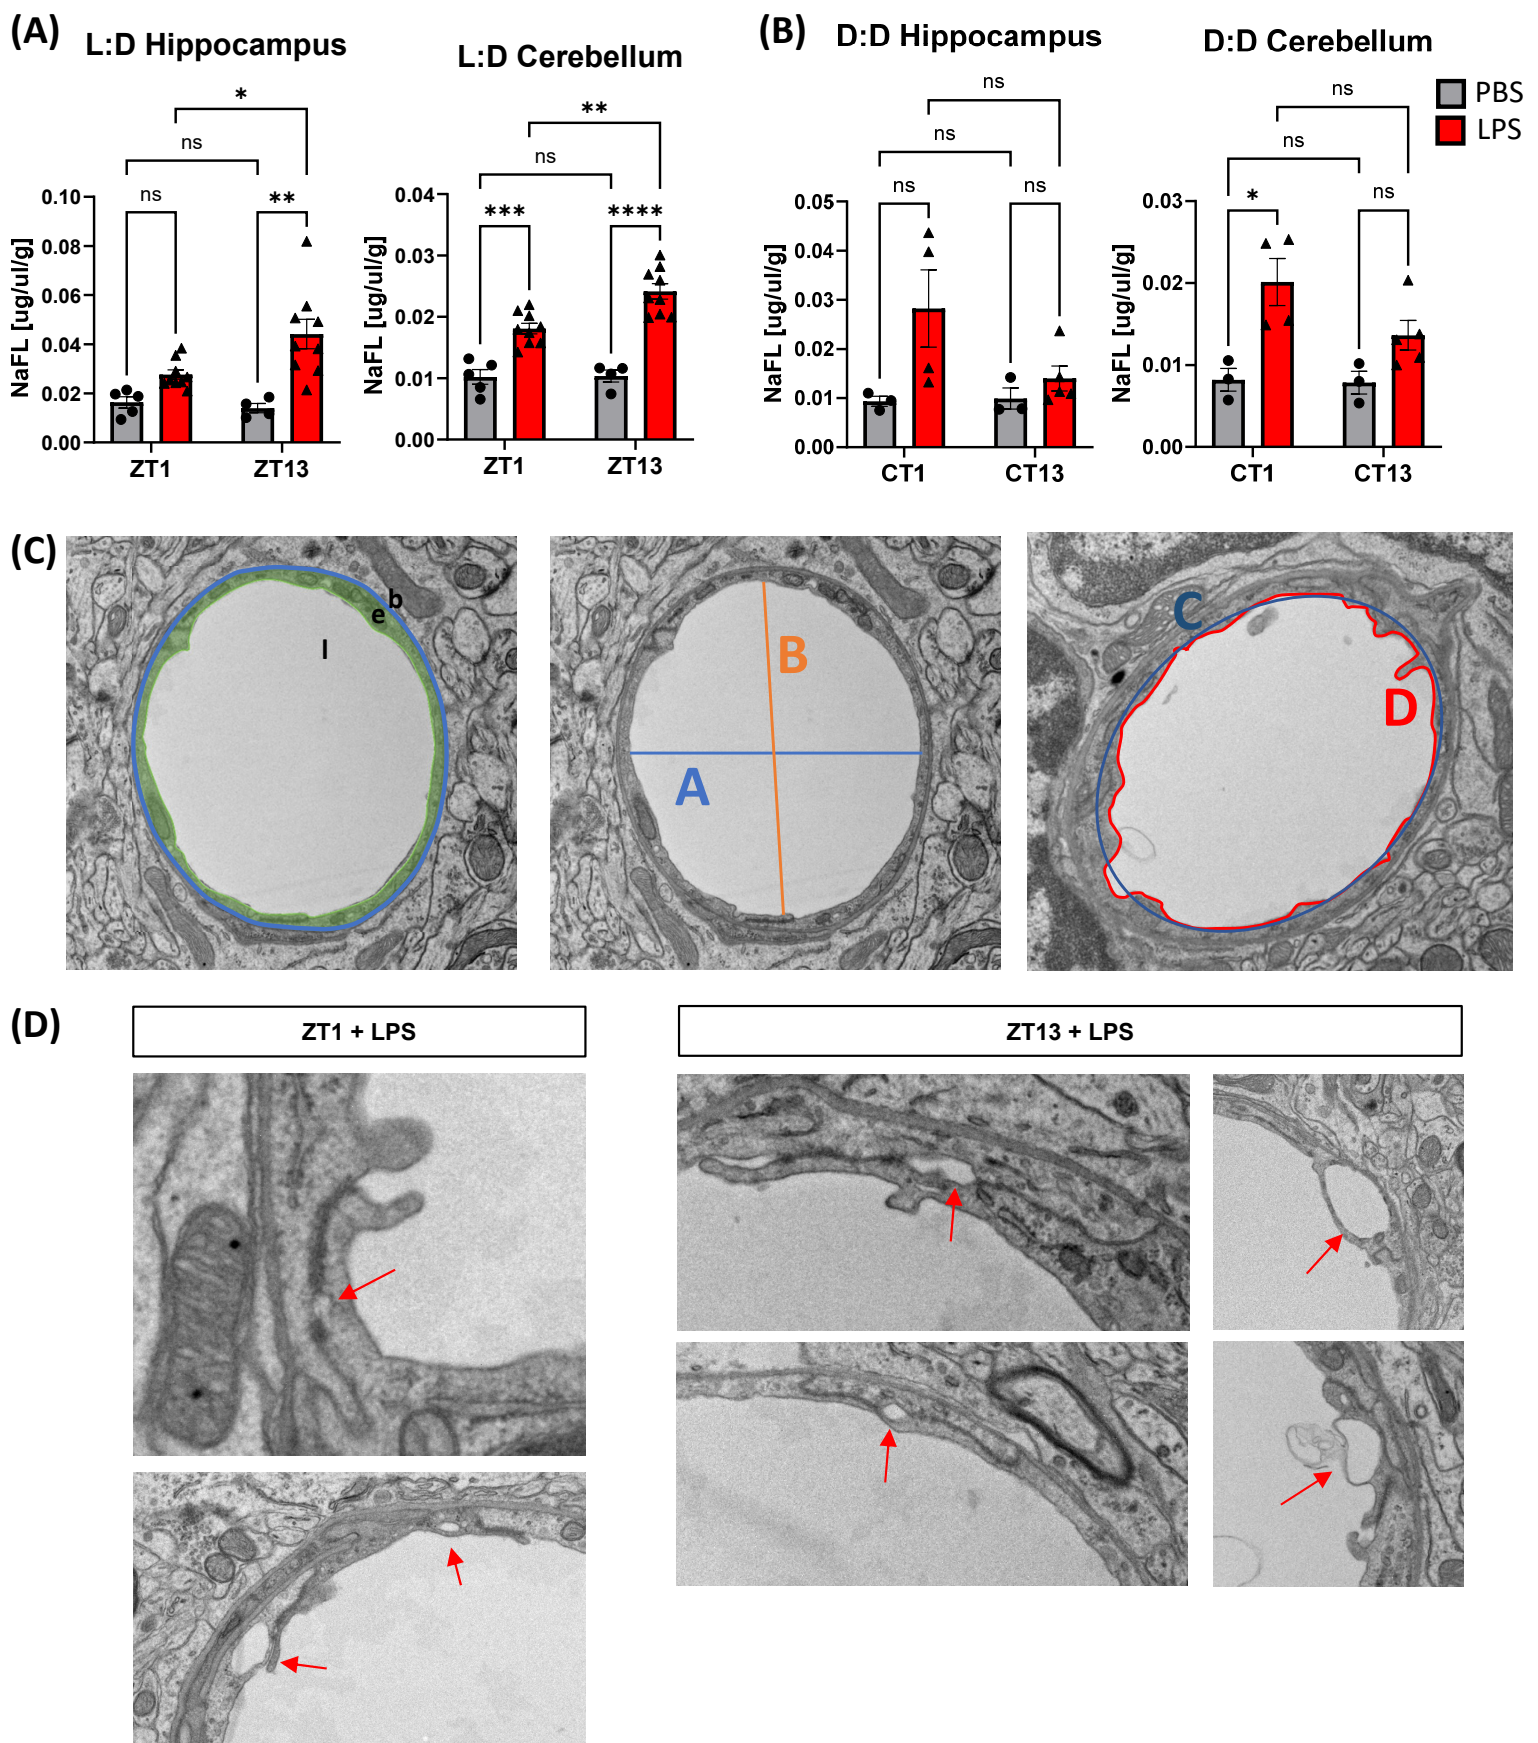 (A)
L:D Hippocampus
L:D Cerebellum
(B)
D:D Hippocampus
D:D Cerebellum
PBS
LPS
*
ns
ns
**
NaFL [ug/ul/g]
0.10
0.08
0.06
0.04
0.02
0.00
ZT1
ZT13
**
ns
***
****
NaFL [ug/ul/g]
0.04
0.03
0.02
0.01
0.00
ZT1
ZT13
ns
ns
ns
ns
NaFL [ug/ul/g]
0.05
0.04
0.03
0.02
0.01
0.00
CT1
CT13
ns
ns
*
ns
NaFL [ug/ul/g]
0.03
0.02
0.01
0.00
CT1
CT13
(C)
b
e
l
B
A
C
D
(D)
ZT1 + LPS
ZT13 + LPS